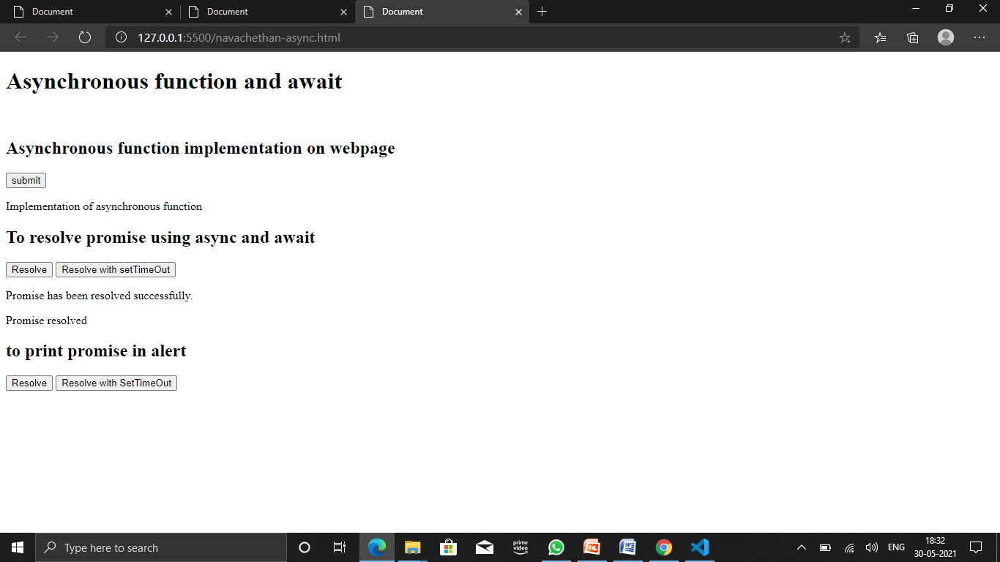 Document
Document
Document
127.0.0.1:5500/navachethan-async.html
Asynchronous function and await
Asynchronous function implementation on webpage
submit
Implementation of asynchronous function
To resolve promise using async and await
Resolve Resolve with setTimeOut
Promise has been resolved successfully.
Promise resolved
to print promise in alert
Resolve Resolve with SetTimeOut
Type here to search
prime
video
ENG
18:32
30-05-2021